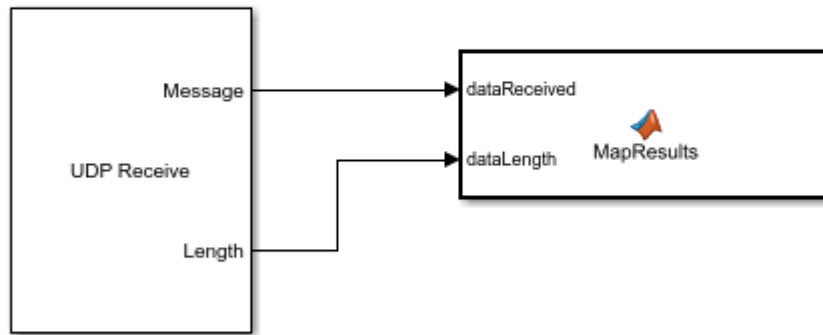 Message
UDP Receive
Length
dataReceived
dataLength
MapResults